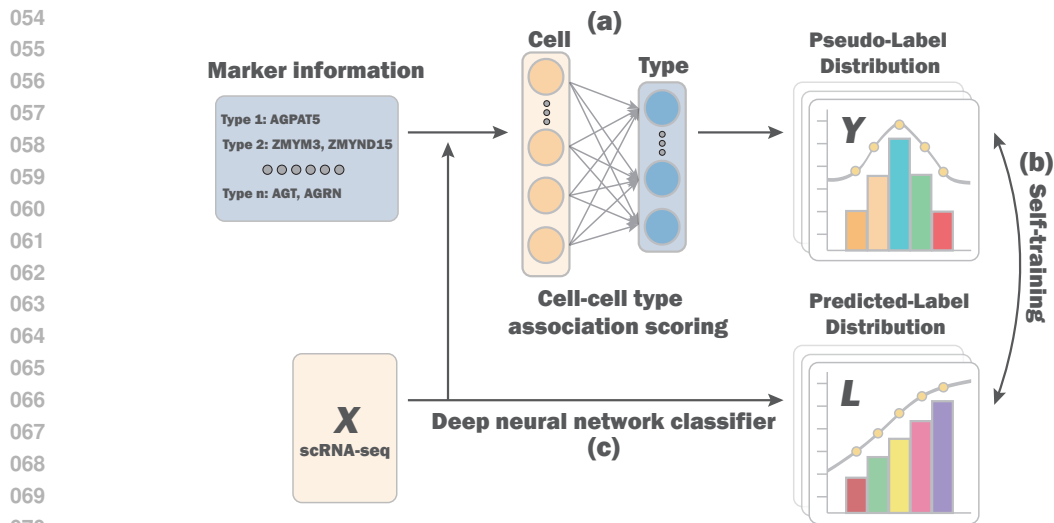 054
055
056
057
058
059
060
061
062
063
064
065
066
067
068
069
(a)
Marker information
Type 1: AGPAT5
Type 2: ZMYM3, ZMYND15
Type n: AGT, AGRN
Cell
Type
Cell-cell type
association scoring
Pseudo-Label
Distribution
Y
(b)
Self-training
X
scRNA-seq
Deep neural network classifier
(c)
Predicted-Label
Distribution
L